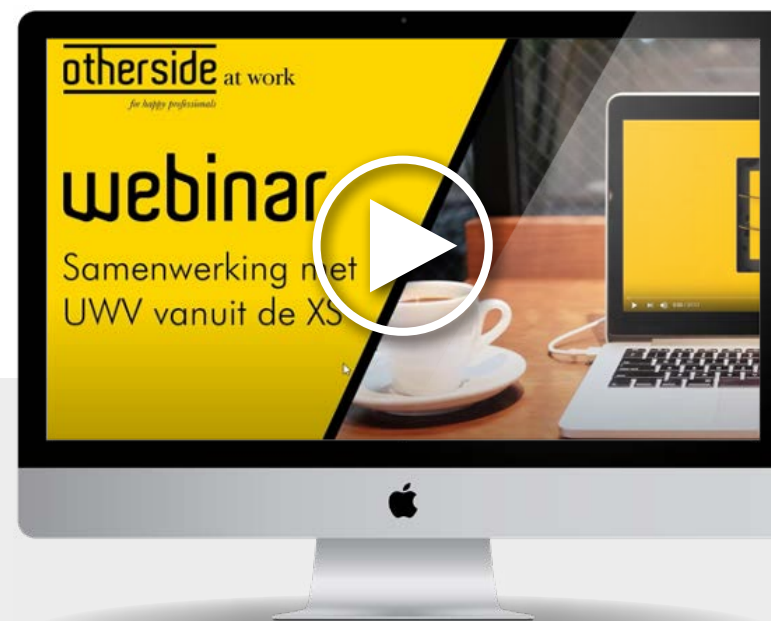 otherside at work
for happy professionals
webinar
Samenwerking met
UWV vanuit de XS